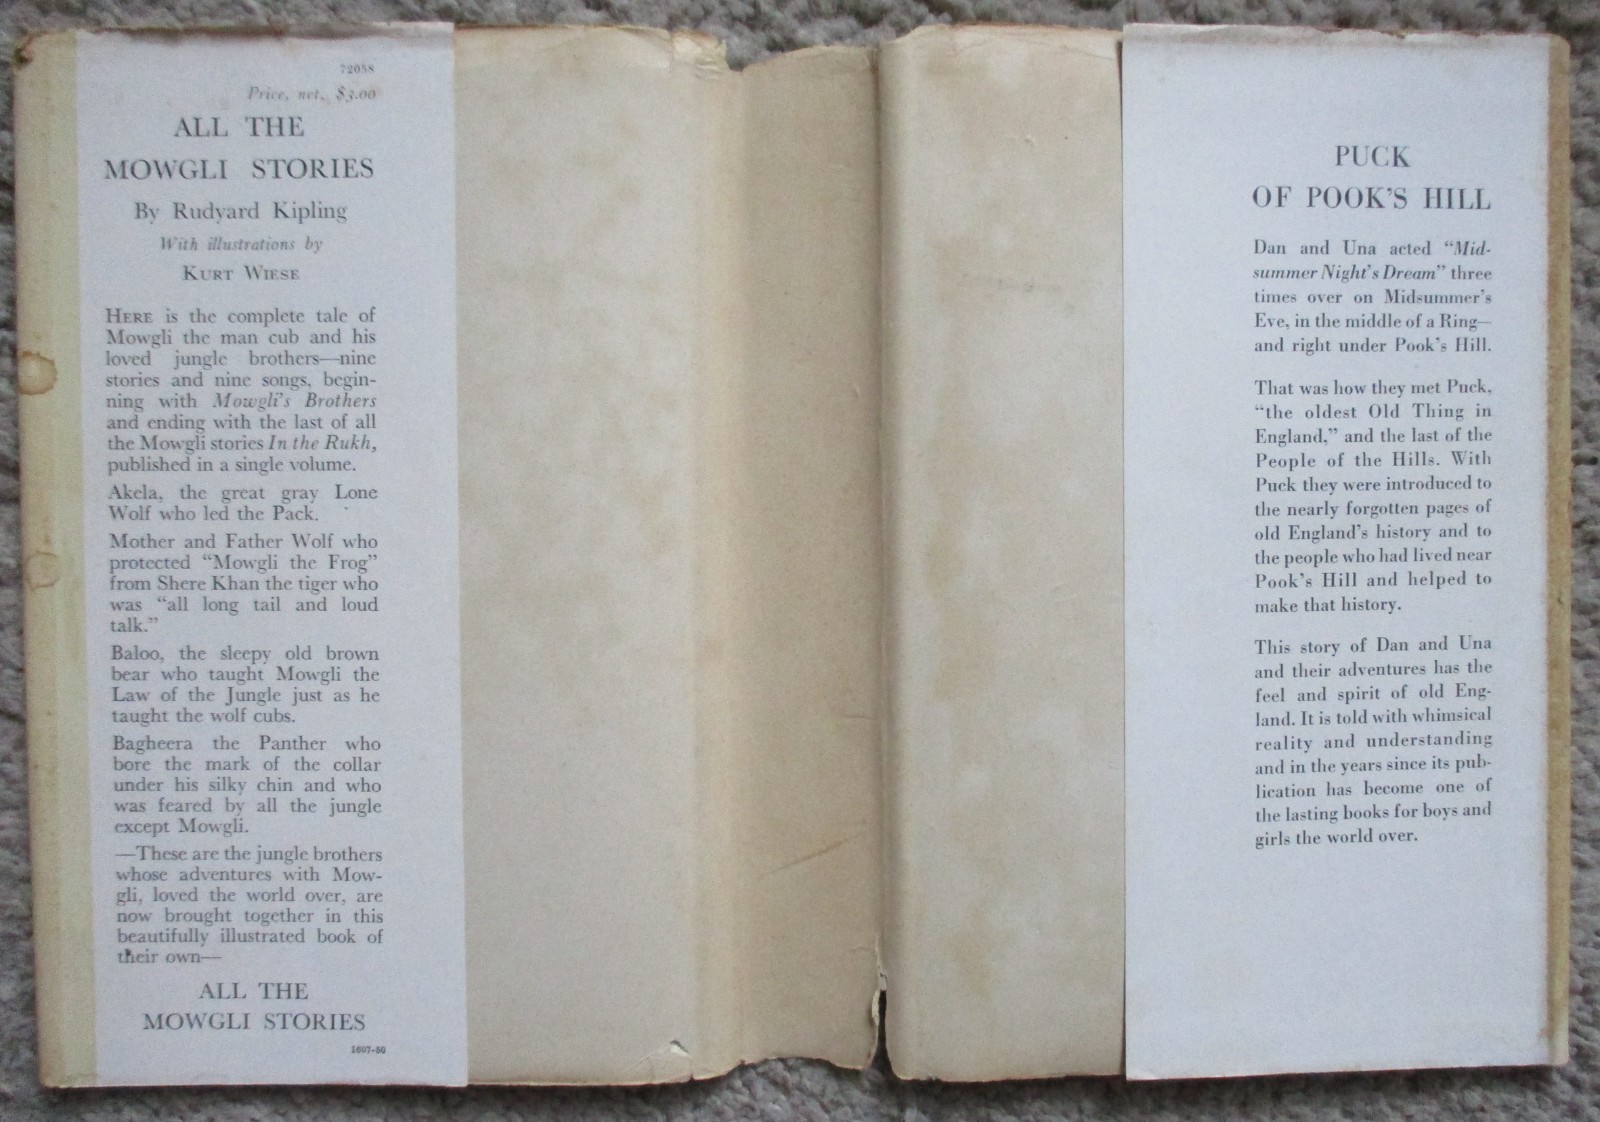 72058
Price, net, $3.00
ALL THE
MOWGLI STORIES
By Rudyard Kipling
With illustrations by
KURT WIESE
HERE is the complete tale of
Mowgli the man cub and his
loved jungle brothers—nine
stories and nine songs, begin-
ning with Mowgli's Brothers
and ending with the last of all
the Mowgli stories In the Rukh,
published in a single volume.
Akela, the great gray Lone
Wolf who led the Pack.
Mother and Father Wolf who
protected “Mowgli the Frog”
from Shere Khan the tiger who
was “all long tail and loud
talk.”
Baloo, the sleepy old brown
bear who taught Mowgli the
Law of the Jungle just as he
taught the wolf cubs.
Bagheera the Panther who
bore the mark of the collar
under his silky chin and who
was feared by all the jungle
except Mowgli.
—These are the jungle brothers
whose adventures with Mow-
gli, loved the world over, are
now brought together in this
beautifully illustrated book of
their own—
ALL THE
MOWGLI STORIES
1607-50
PUCK
OF POOK'S HILL
Dan and Una acted “Mid-
summer Night's Dream” three
times over on Midsummer's
Eve, in the middle of a Ring—
and right under Pook's Hill.
That was how they met Puck,
“the oldest Old Thing in
England,” and the last of the
People of the Hills. With
Puck they were introduced to
the nearly forgotten pages of
old England's history and to
the people who had lived near
Pook's Hill and helped to
make that history.
This story of Dan and Una
and their adventures has the
feel and spirit of old Eng-
land. It is told with whimsical
reality and understanding
and in the years since its pub-
lication has become one of
the lasting books for boys and
girls the world over.